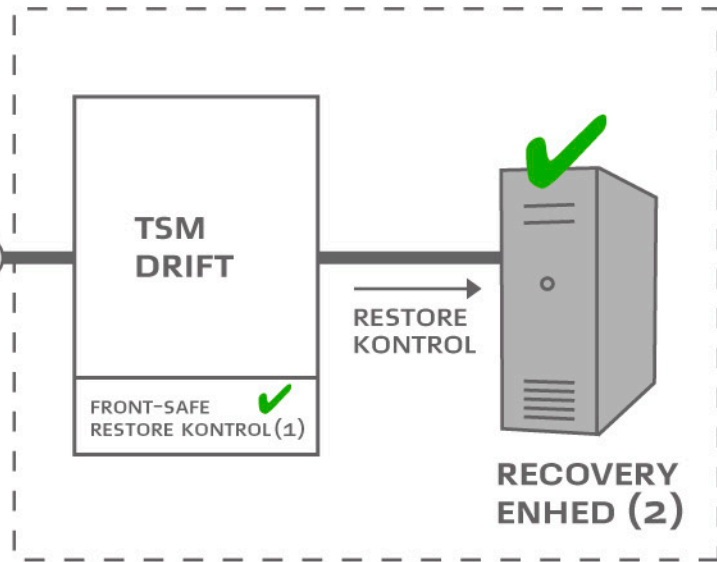 TSM
DRIFT
FRONT-SAFE
RESTORE KONTROL (1)
RESTORE
KONTROL
RECOVERY
ENHED (2)